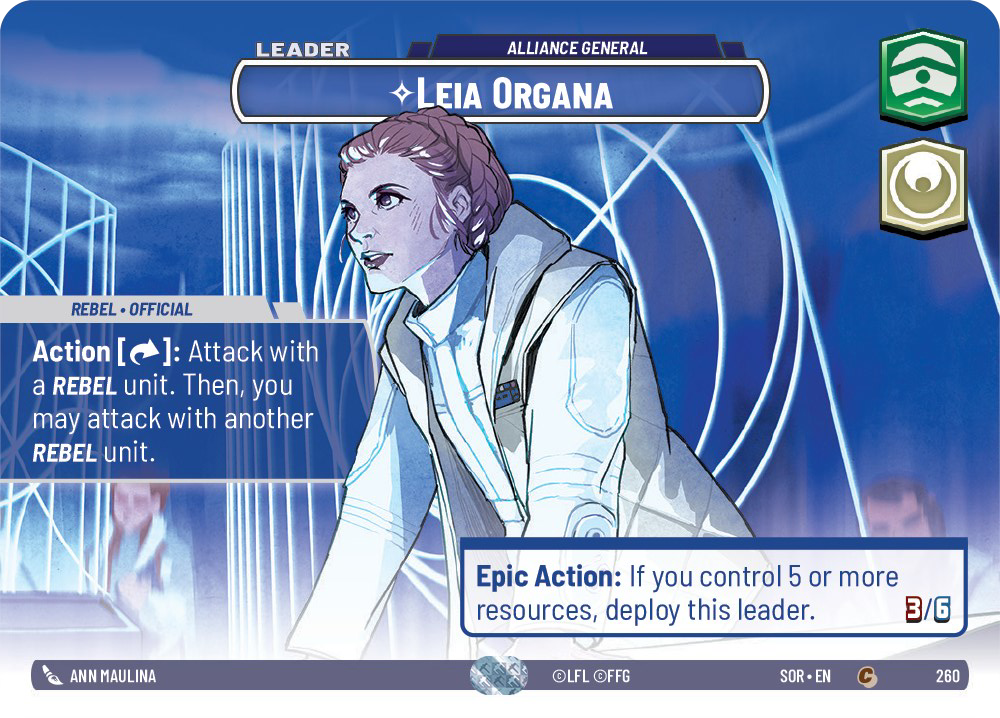 LEADER
ALLIANCE GENERAL
LEIA ORGANA
REBEL • OFFICIAL
Action [ ]: Attack with
a REBEL unit. Then, you
may attack with another
REBEL unit.
Epic Action: If you control 5 or more
resources, deploy this leader.
3/6
ANN MAULINA
©LFL ©FFG
SOR • EN
C
260